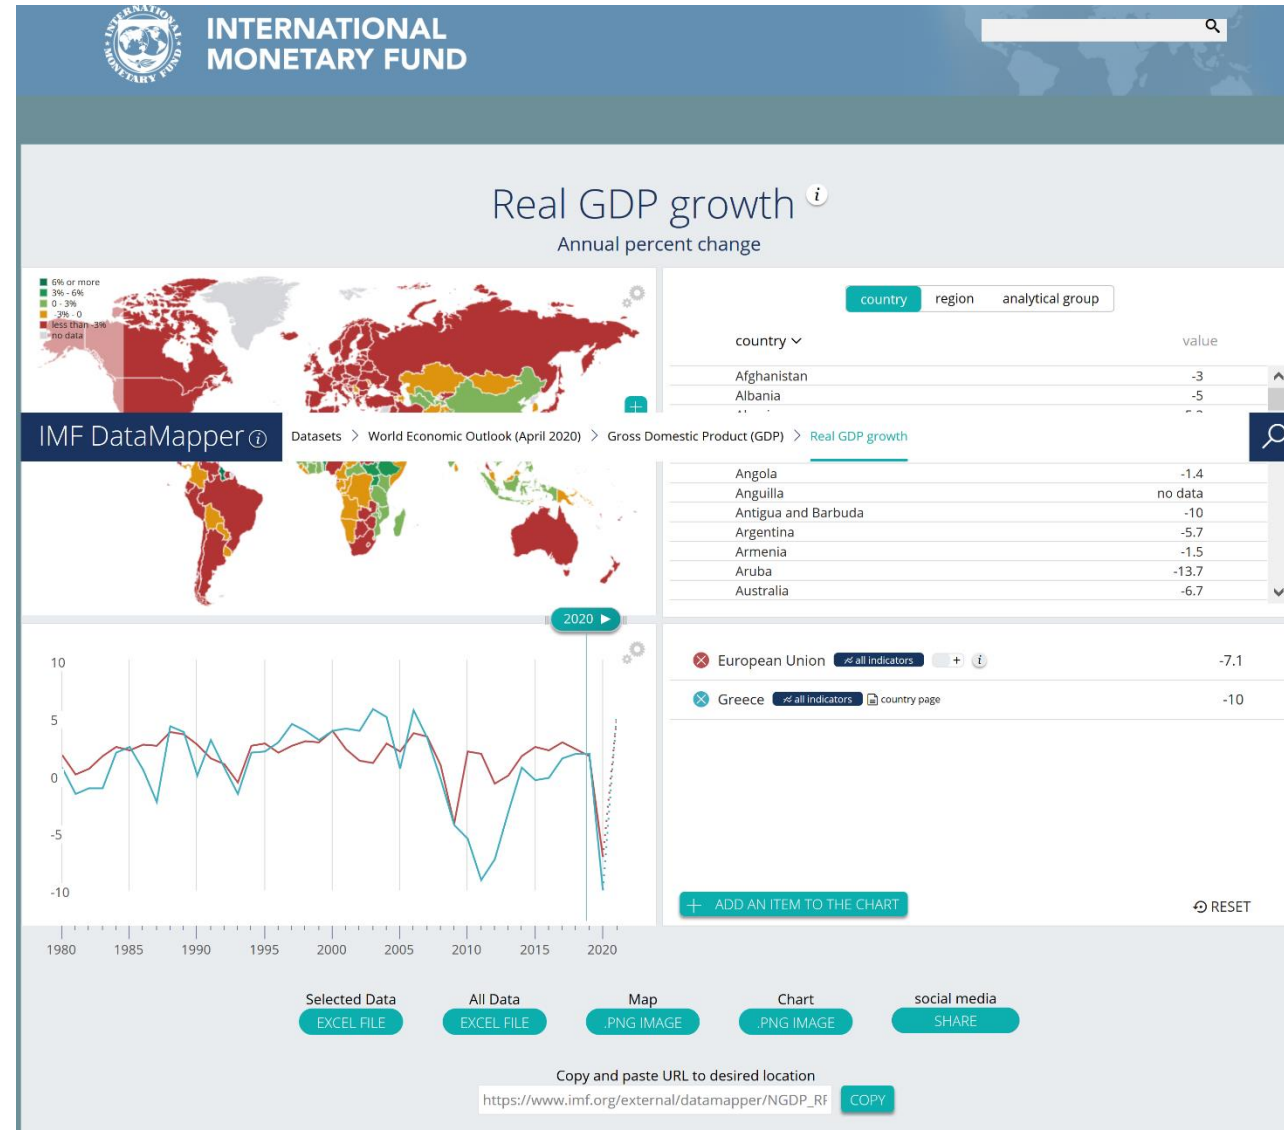 INTERNATIONAL
MONETARY FUND
INTERNATIONAL
MONETARY FUND
Real GDP growth i
Annual percent change
6% or more
3% - 6%
0 - 3%
-3% - 0
less than -3%
no data
country region analytical group
country value
Afghanistan -3
Albania -5
IMF DataMapper i
Datasets > World Economic Outlook (April 2020) > Gross Domestic Product (GDP) > Real GDP growth
Angola -1.4
Anguilla no data
Antigua and Barbuda -10
Argentina -5.7
Armenia -1.5
Aruba -13.7
Australia -6.7
2020
European Union all indicators + i -7.1
Greece all indicators country page -10
10
5
0
-5
-10
+ ADD AN ITEM TO THE CHART
RESET
1980 1985 1990 1995 2000 2005 2010 2015 2020
Selected Data All Data Map Chart social media
EXCEL FILE EXCEL FILE .PNG IMAGE .PNG IMAGE SHARE
Copy and paste URL to desired location
https://www.imf.org/external/datamapper/NGDP_RF COPY